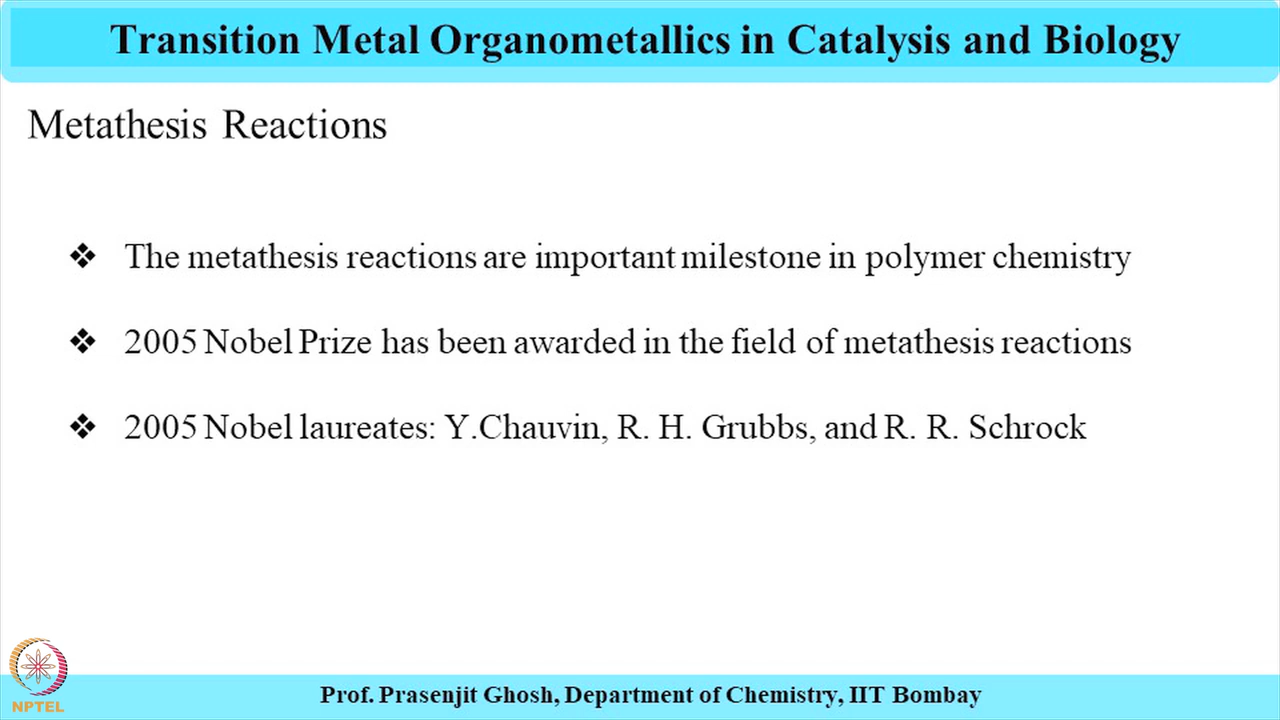 Transition Metal Organometallics in Catalysis and Biology
Metathesis Reactions
❖ The metathesis reactions are important milestone in polymer chemistry
❖ 2005 Nobel Prize has been awarded in the field of metathesis reactions
❖ 2005 Nobel laureates: Y.Chauvin, R. H. Grubbs, and R. R. Schrock
NPTEL
Prof. Prasenjit Ghosh, Department of Chemistry, IIT Bombay